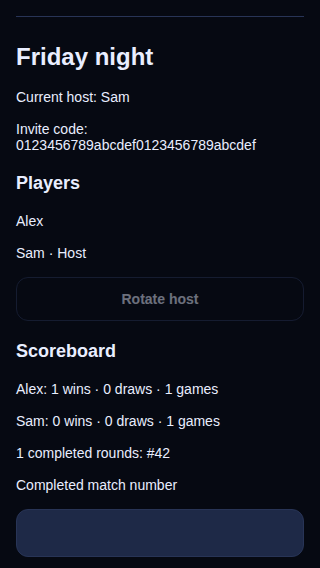 Friday night
Current host: Sam
Invite code:
0123456789abcdef0123456789abcdef
Players
Alex
Sam · Host
Rotate host
Scoreboard
Alex: 1 wins · 0 draws · 1 games
Sam: 0 wins · 0 draws · 1 games
1 completed rounds: #42
Completed match number